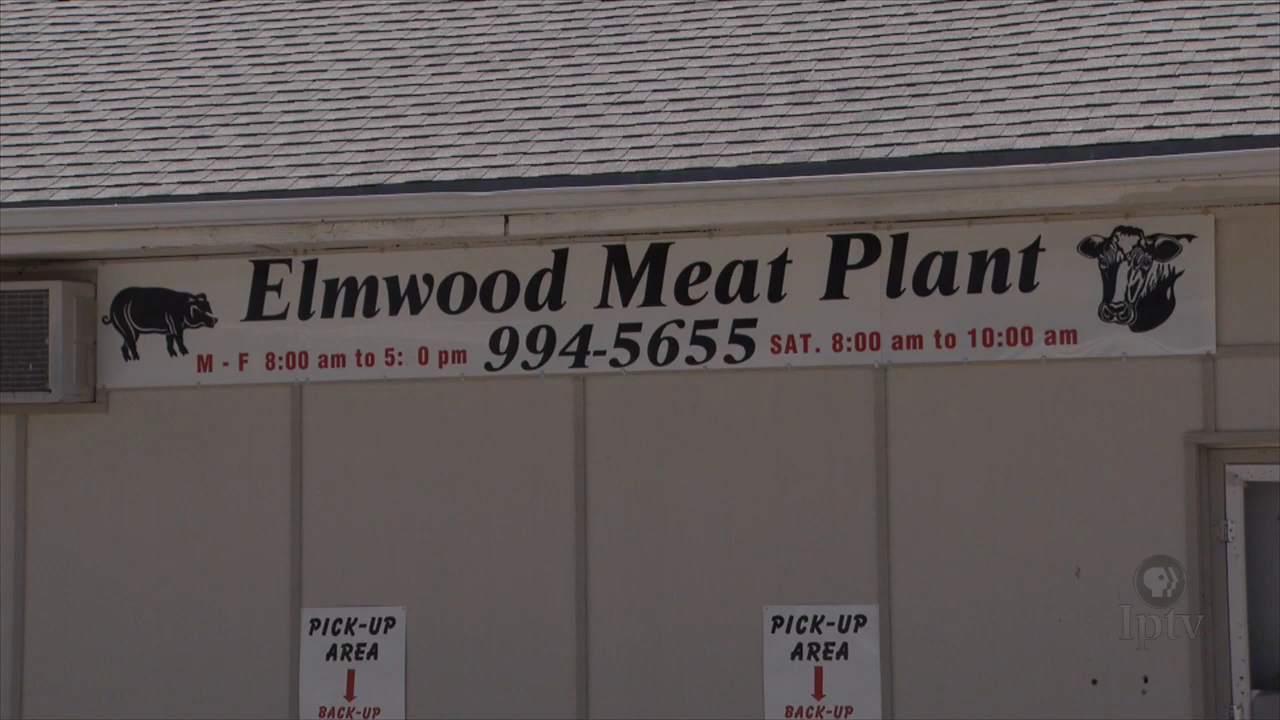 Elmwood Meat Plant
M - F 8:00 am to 5: 0 pm 994-5655 SAT. 8:00 am to 10:00 am
PICK-UP
AREA
BACK-UP
PICK-UP
AREA
BACK-UP
Iptv